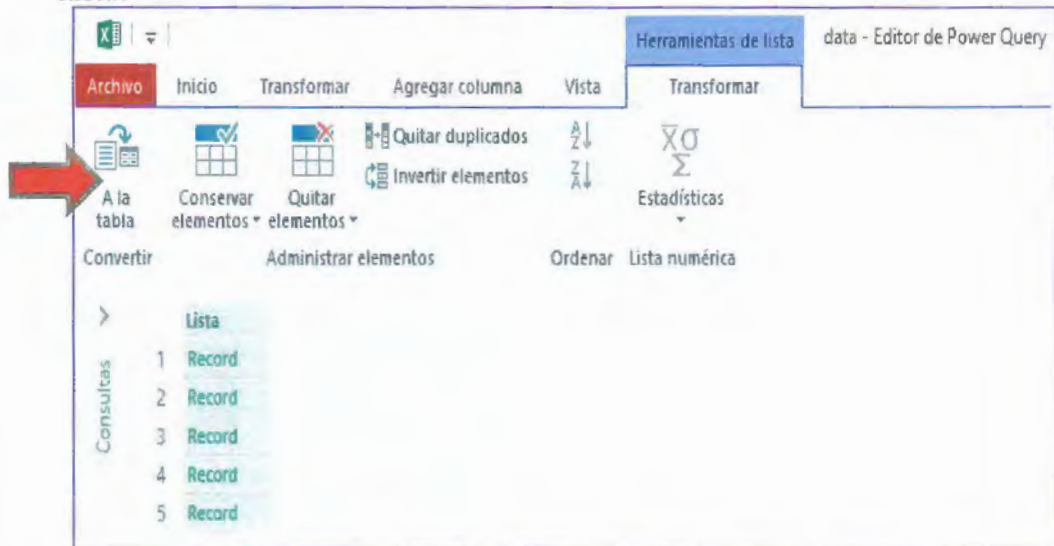 Herramientas de lista data - Editor de Power Query
Archivo Inicio Transformar Agregar columna Vista Transformar
A la tabla
Conservar elementos
Quitar elementos
Quitar duplicados
Invertir elementos
A
Z
Z
A
X̅σ
Σ
Estadísticas
Convertir Administrar elementos Ordenar Lista numérica
Consultas
Lista
1 Record
2 Record
3 Record
4 Record
5 Record